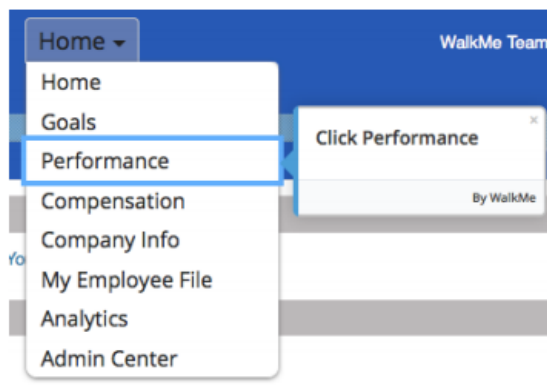 Home
WalkMe Team
Home
Goals
Performance
Compensation
Company Info
My Employee File
Analytics
Admin Center
Click Performance
×
By WalkMe
Yo